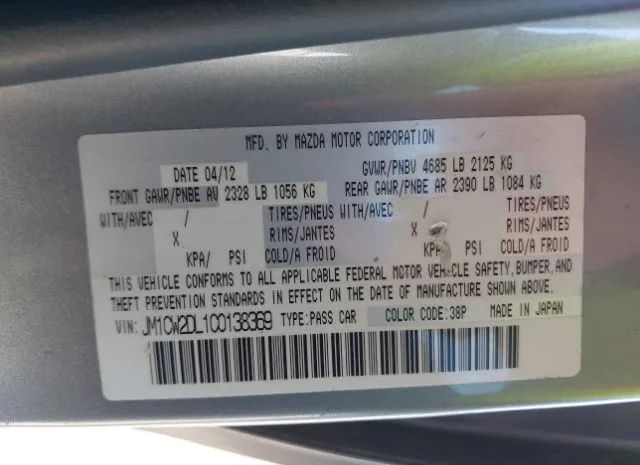 MFD. BY MAZDA MOTOR CORPORATION
DATE 04/12 GVWR/PNBV 4685 LB 2125 KG
FRONT GAWR/PNBE AV 2328 LB 1056 KG REAR GAWR/PNBE AR 2390 LB 1084 KG
WITH/AVEC / TIRES/PNEUS WITH/AVEC / TIRES/PNEUS
X RIMS/JANTES X RIMS/JANTES
KPA/ PSI COLD/A FROID KPA/ PSI COLD/A FROID
THIS VEHICLE CONFORMS TO ALL APPLICABLE FEDERAL MOTOR VEHICLE SAFETY, BUMPER, AND
THEFT PREVENTION STANDARDS IN EFFECT ON THE DATE OF MANUFACTURE SHOWN ABOVE.
VIN: JM1CW2DL1C0138369 TYPE:PASS CAR COLOR CODE:38P MADE IN JAPAN